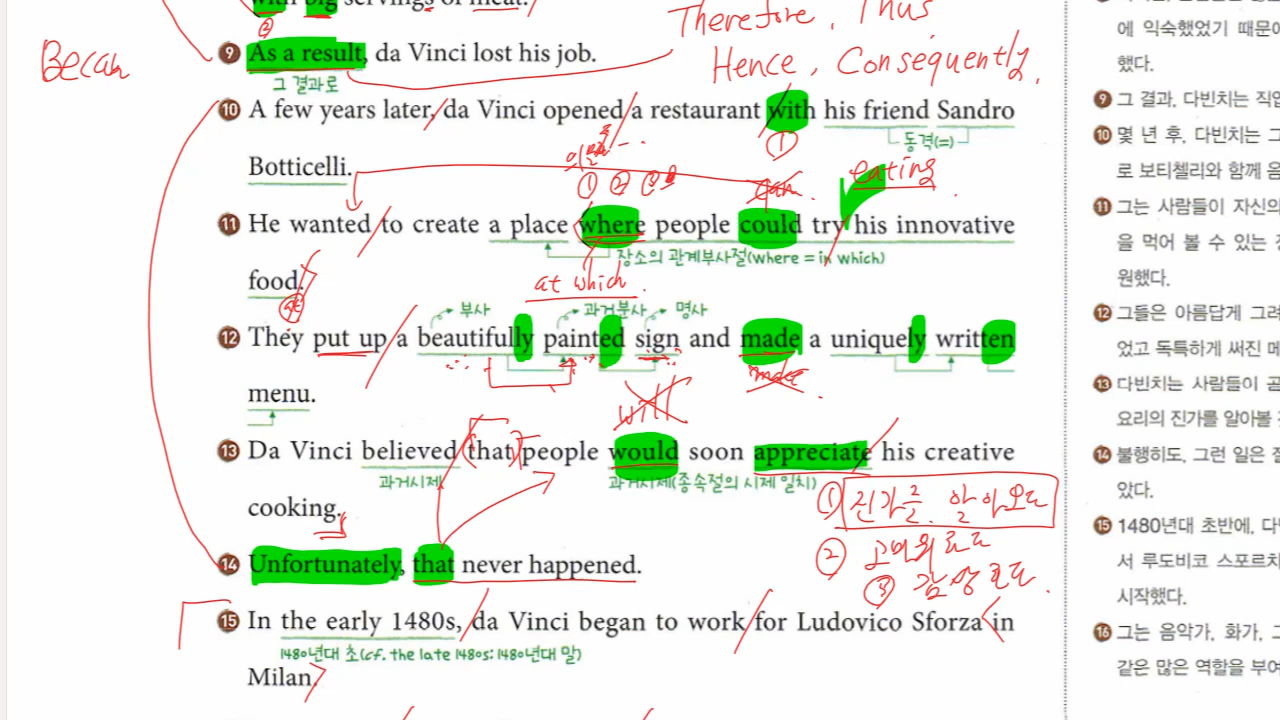 with big servings of meat.
Therefore, Thus
에 익숙했었기 때문에
Becau
⑨ As a result, da Vinci lost his job.
그 결과로
Hence, Consequently.
했다.
⑨ 그 결과, 다빈치는 직업
⑩ A few years later, da Vinci opened a restaurant with his friend Sandro
동격(=)
①
⑩ 몇 년 후, 다빈치는 그
Botticelli.
① ② ③
can
eating
로 보티첼리와 함께 음
⑪ He wanted to create a place where people could try his innovative
장소의 관계부사절(where = in which)
⑪ 그는 사람들이 자신의
을 먹어 볼 수 있는 장
food.
at which.
원했다.
부사 과거분사 명사
⑫ They put up a beautifully painted sign and made a uniquely written
make
⑫ 그들은 아름답게 그려
었고 독특하게 써진 메
menu.
will
⑬ 다빈치는 사람들이 곧
⑬ Da Vinci believed that people would soon appreciate his creative
과거시제 과거시제(종속절의 시제 일치)
요리의 진가를 알아볼
cooking.
① 진가를 알아보다
⑭ 불행히도, 그런 일은 절
았다.
② 고마워하다
⑭ Unfortunately, that never happened.
③ 감상하다.
⑮ 1480년대 초반에, 다
서 루도비코 스포르차
시작했다.
⑮ In the early 1480s, da Vinci began to work for Ludovico Sforza in
1480년대 초(cf. the late 1480s: 1480년대 말)
⑯ 그는 음악가, 화가, 그
같은 많은 역할을 부여
Milan.